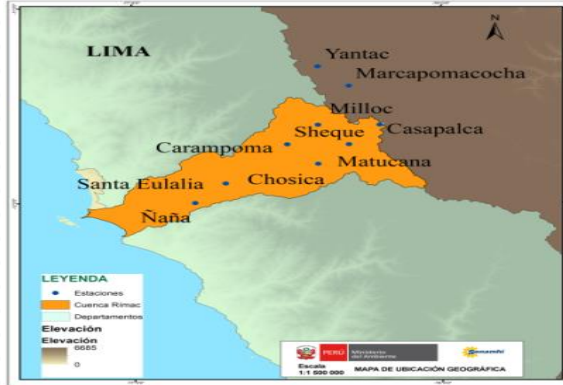 LIMA
N
Yantac
Marcapomacocha
Milloc
Sheque
Casapalca
Carampoma
Matucana
Santa Eulalia
Chosica
Ñaña
LEYENDA
Estaciones
Cuenca Rimac
Departamentos
Elevación
Elevación
6685
0
PERÚ
Ministerio
del Ambiente
Senamhi
Escala
1:1 500 000
MAPA DE UBICACIÓN GEOGRÁFICA